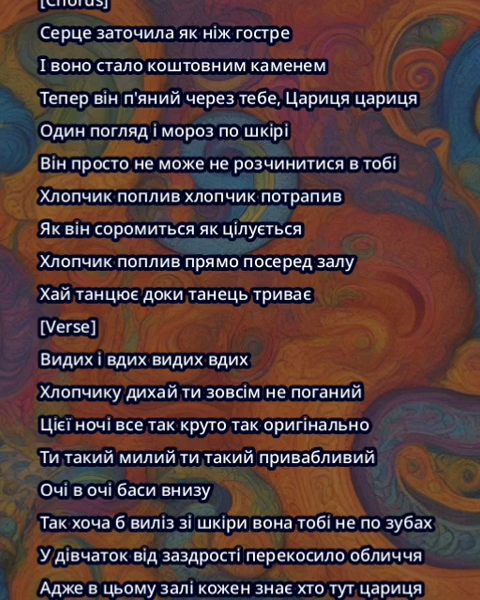 [Chorus]
Серце заточила як ніж гостре
І воно стало коштовним каменем
Тепер він п'яний через тебе, Цариця цариця
Один погляд і мороз по шкірі
Він просто не може не розчинитися в тобі
Хлопчик поплив хлопчик потрапив
Як він соромиться як цілується
Хлопчик поплив прямо посеред залу
Хай танцює доки танець триває
[Verse]
Видих і вдих видих вдих
Хлопчику дихай ти зовсім не поганий
Цієї ночі все так круто так оригінально
Ти такий милий ти такий привабливий
Очі в очі баси внизу
Так хоча б виліз зі шкіри вона тобі не по зубах
У дівчаток від заздрості перекосило обличчя
Адже в цьому залі кожен знає хто тут цариця